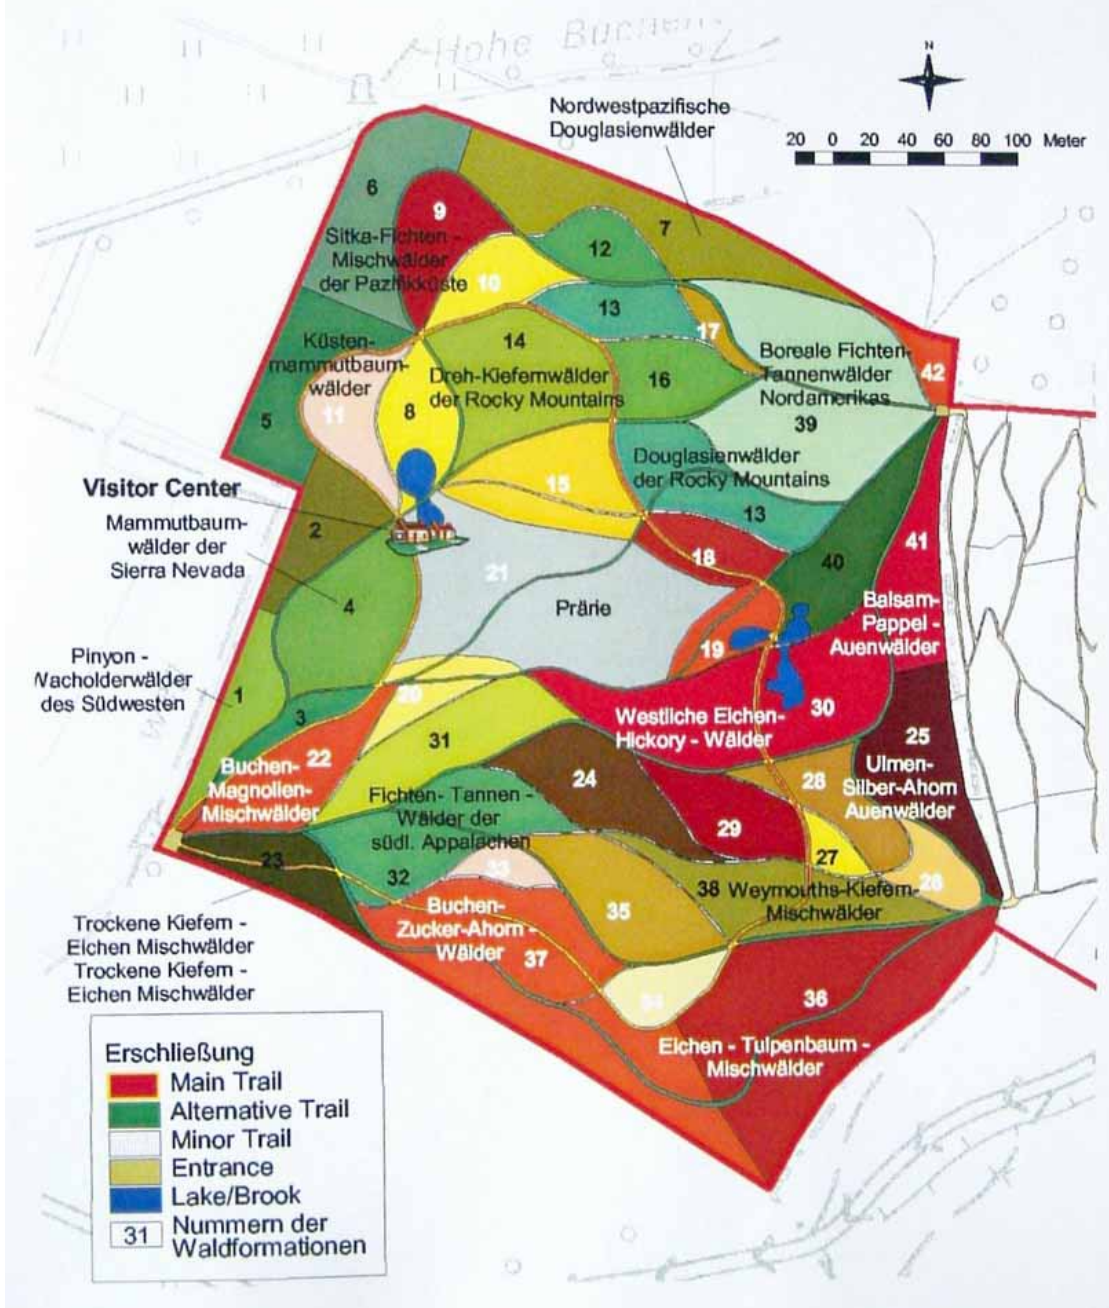 Hohe Buchen
N
20 0 20 40 60 80 100 Meter
Nordwestpazifische
Douglasienwälder
6
9
7
12
Sitka-Fichten -
Mischwälder
der Pazifikküste
10
13
17
14
Küsten-
mammutbaum-
wälder
Dreh-Kiefernwälder
der Rocky Mountains
16
Boreale Fichten-
Tannenwälder
Nordamerikas
42
5
11
8
39
Douglasienwälder
der Rocky Mountains
Visitor Center
15
13
Mammutbaum-
wälder der
Sierra Nevada
2
18
41
21
40
4
Prärie
Balsam-
Pappel -
Auenwälder
19
Pinyon -
Wacholderwälder
des Südwesten
1
20
3
30
Westliche Eichen-
Hickory - Wälder
22
31
25
Buchen-
Magnolien-
Mischwälder
24
28
Ulmen-
Silber-Ahorn
Auenwälder
Fichten- Tannen -
Wälder der
südl. Appalachen
29
23
27
33
32
38
Weymouths-Kiefern-
Mischwälder
26
Buchen-
Zucker-Ahorn -
Wälder
35
Trockene Kiefern -
Eichen Mischwälder
Trockene Kiefern -
Eichen Mischwälder
37
34
36
Eichen - Tulpenbaum -
Mischwälder
Erschließung
Main Trail
Alternative Trail
Minor Trail
Entrance
Lake/Brook
31 Nummern der
Waldformationen